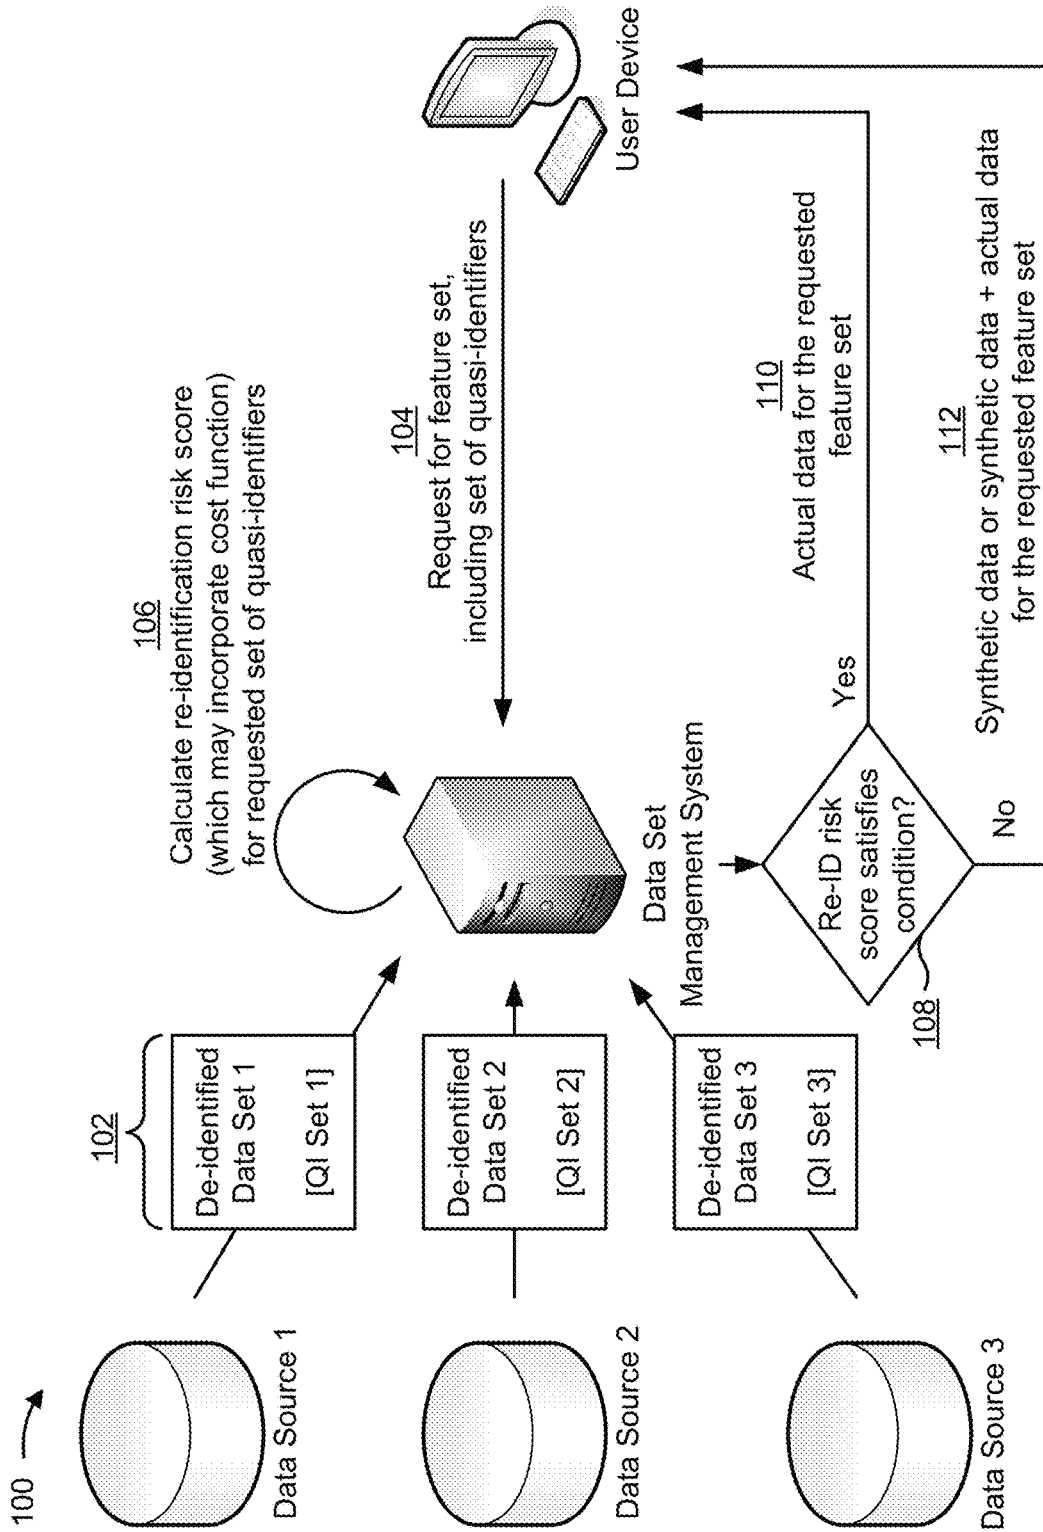 100
102
De-identified
Data Set 1
[QI Set 1]
Data Source 1
De-identified
Data Set 2
[QI Set 2]
Data Source 2
De-identified
Data Set 3
[QI Set 3]
Data Source 3
106
Calculate re-identification risk score
(which may incorporate cost function)
for requested set of quasi-identifiers
104
Request for feature set,
including set of quasi-identifiers
Data Set
Management System
User Device
108
Re-ID risk
score satisfies
condition?
Yes
No
110
Actual data for the requested
feature set
112
Synthetic data or synthetic data + actual data
for the requested feature set